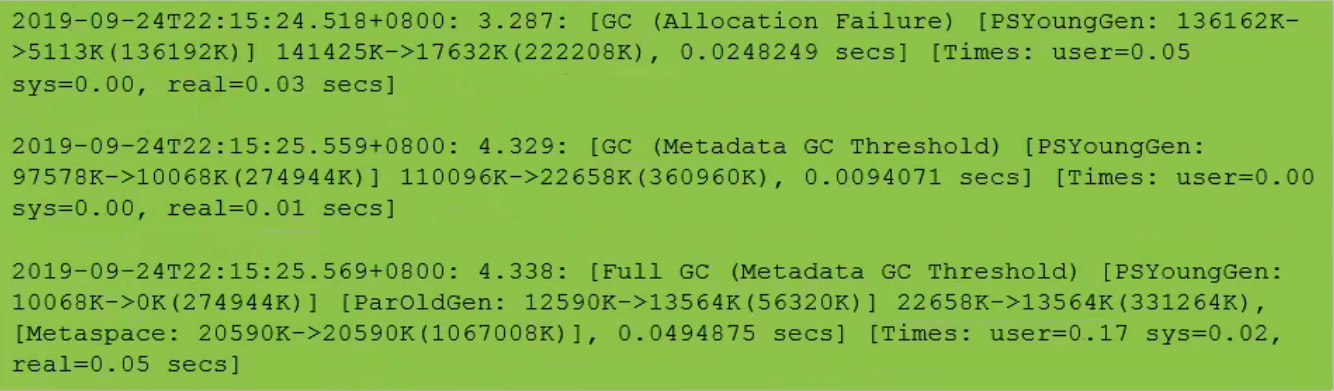 2019-09-24T22:15:24.518+0800: 3.287: [GC (Allocation Failure) [PSYoungGen: 136162K-
>5113K(136192K)] 141425K->17632K(222208K), 0.0248249 secs] [Times: user=0.05
sys=0.00, real=0.03 secs]
2019-09-24T22:15:25.559+0800: 4.329: [GC (Metadata GC Threshold) [PSYoungGen:
97578K->10068K(274944K)] 110096K->22658K(360960K), 0.0094071 secs] [Times: user=0.00
sys=0.00, real=0.01 secs]
2019-09-24T22:15:25.569+0800: 4.338: [Full GC (Metadata GC Threshold) [PSYoungGen:
10068K->0K(274944K)] [ParOldGen: 12590K->13564K(56320K)] 22658K->13564K(331264K),
[Metaspace: 20590K->20590K(1067008K)], 0.0494875 secs] [Times: user=0.17 sys=0.02,
real=0.05 secs]